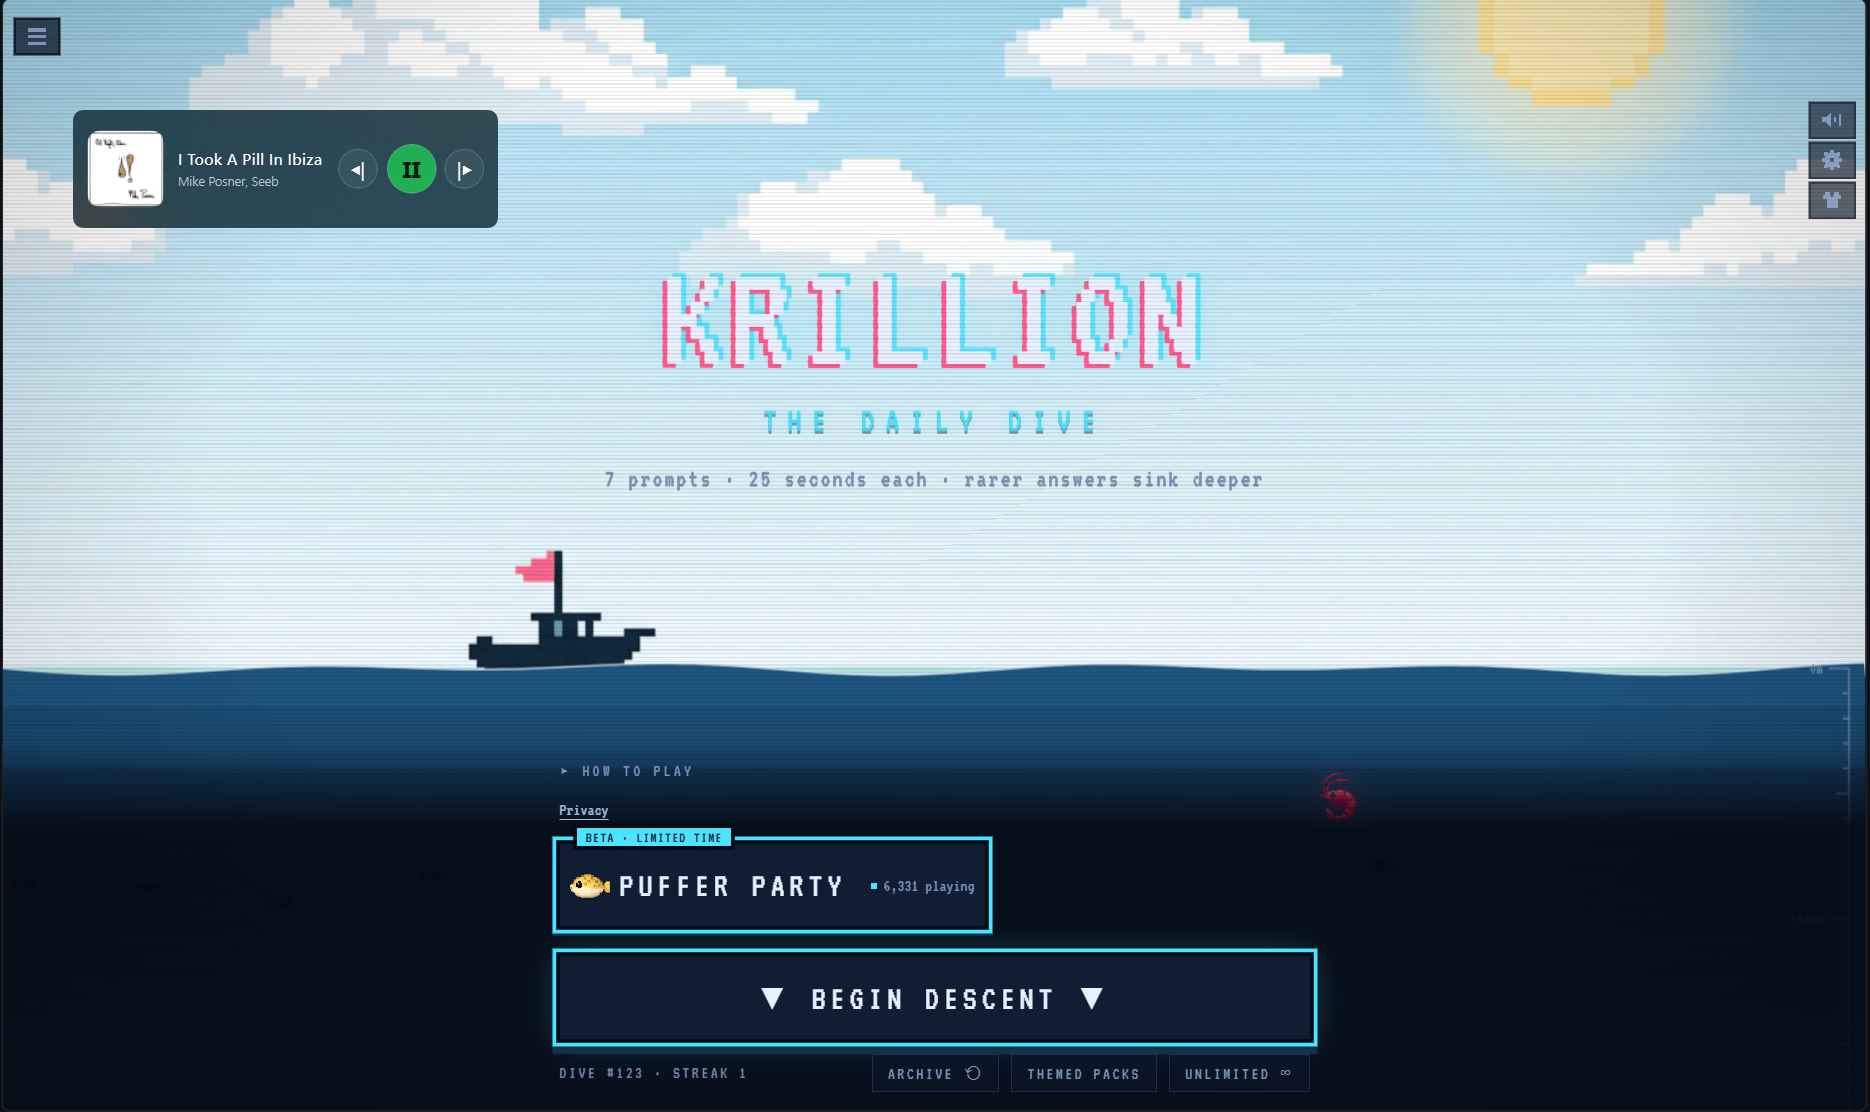 I Took A Pill In Ibiza
Mike Posner, Seeb
KRILLION
THE DAILY DIVE
7 prompts · 25 seconds each · rarer answers sink deeper
0m
▸ HOW TO PLAY
Privacy
BETA · LIMITED TIME
PUFFER PARTY
6,331 playing
▼ BEGIN DESCENT ▼
DIVE #123 · STREAK 1
ARCHIVE
THEMED PACKS
UNLIMITED ∞